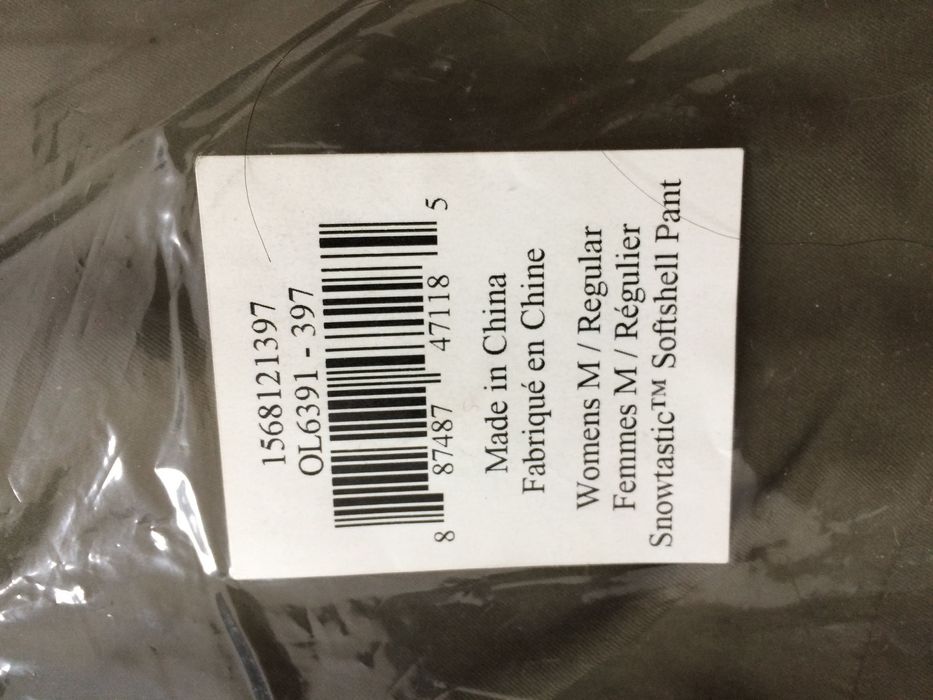 1568121397
OL6391 - 397
8 87487 47118 5
Made in China
Fabriqué en Chine
Womens M / Regular
Femmes M / Régulier
Snowtastic™ Softshell Pant